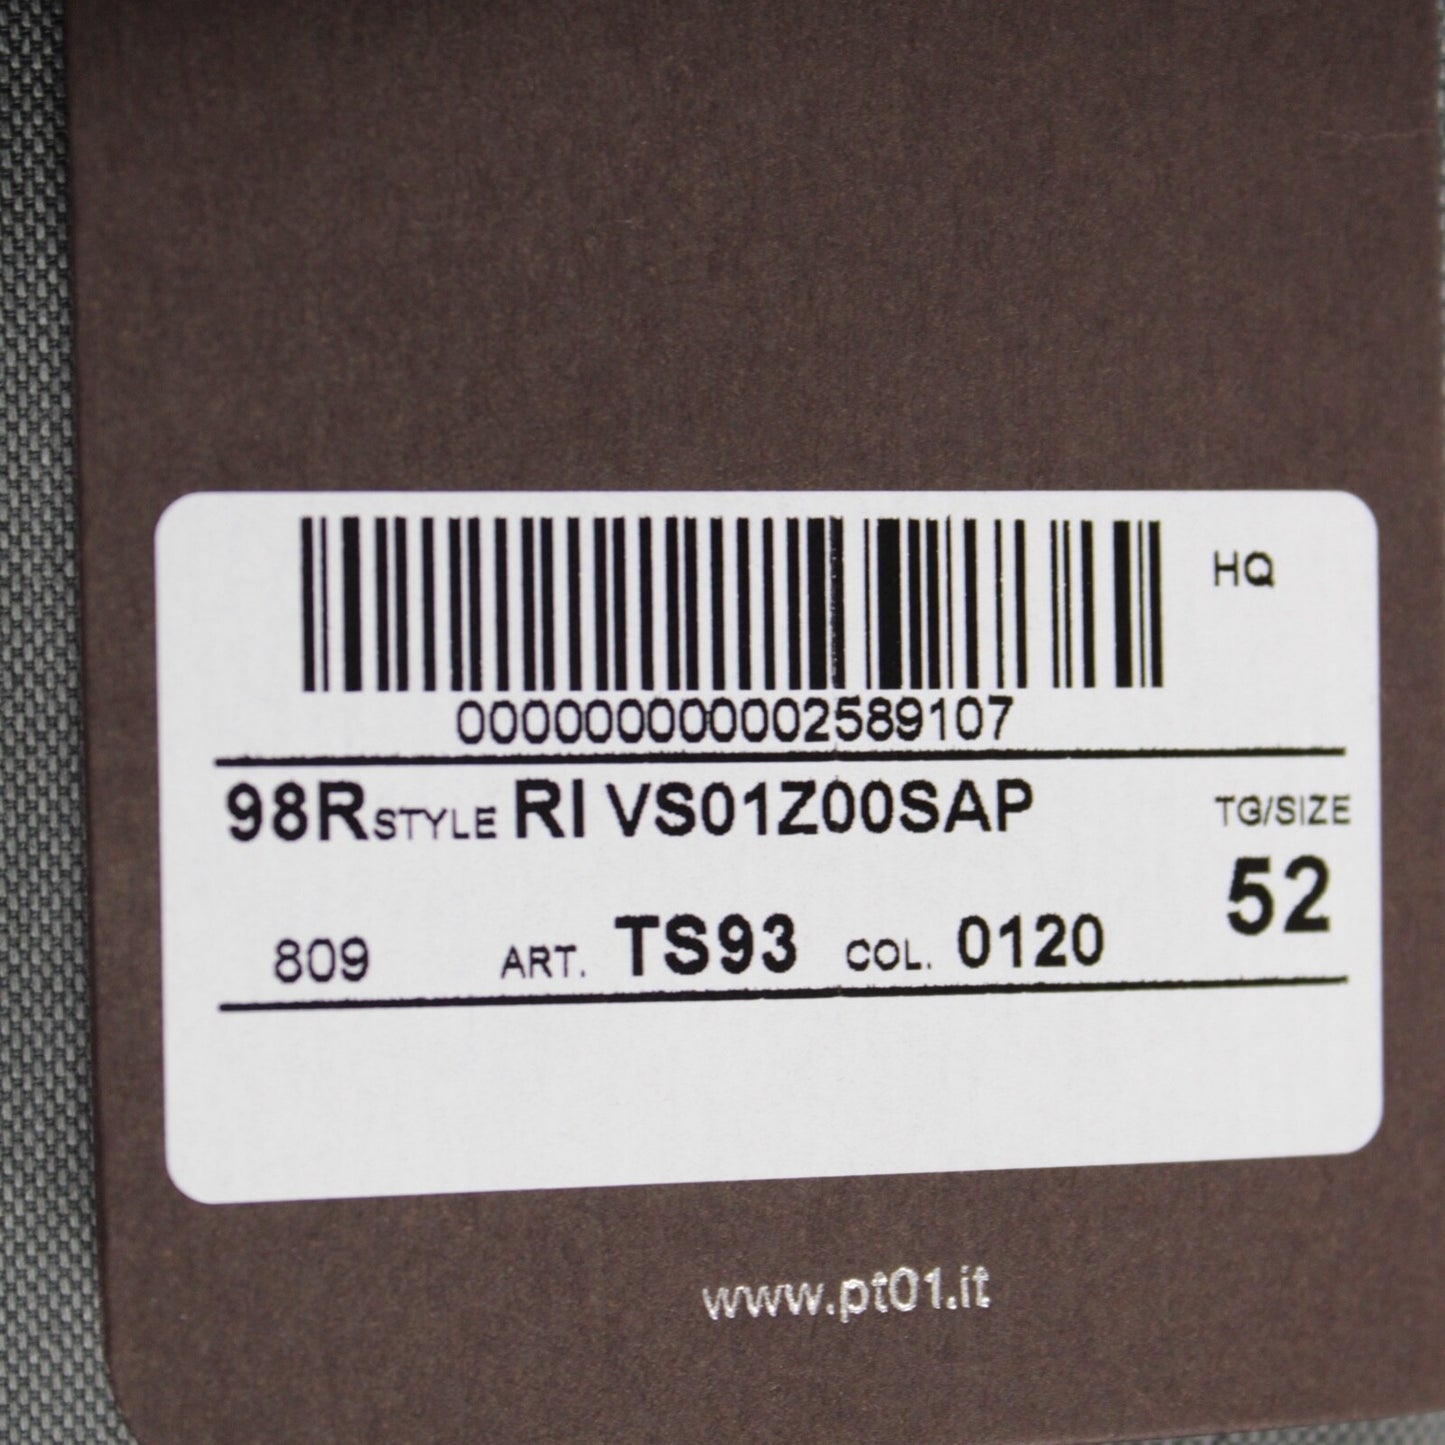 HQ
000000000002589107
98R STYLE RI VS01Z00SAP
TG/SIZE
52
809 ART. TS93 COL. 0120
www.pt01.it